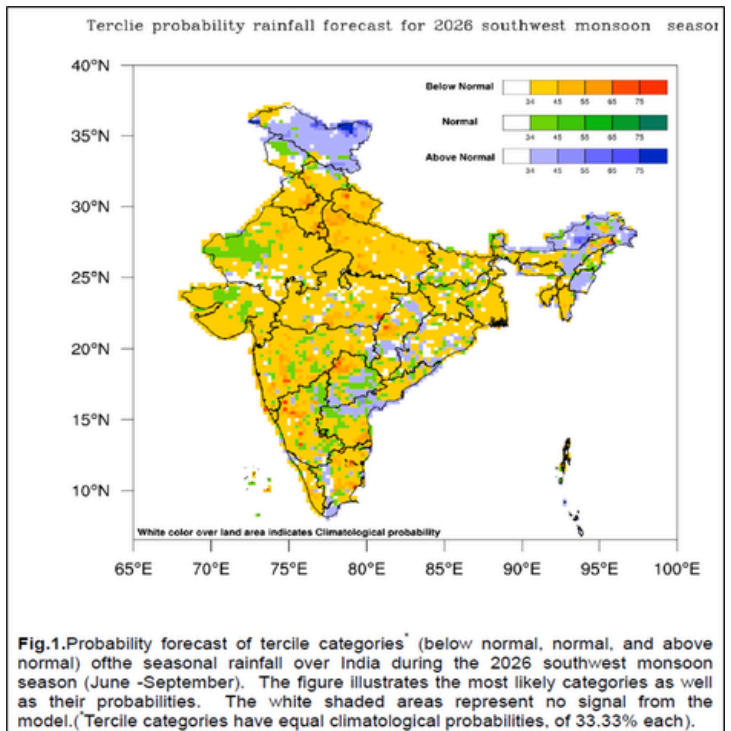 Terclie probability rainfall forecast for 2026 southwest monsoon seasor
40°N
35°N
30°N
25°N
20°N
15°N
10°N
Below Normal
34 45 55 65 75
Normal
34 45 55 65 75
Above Normal
34 45 55 65 75
White color over land area indicates Climatological probability
65°E 70°E 75°E 80°E 85°E 90°E 95°E 100°E
Fig.1.Probability forecast of tercile categories* (below normal, normal, and above
normal) ofthe seasonal rainfall over India during the 2026 southwest monsoon
season (June -September). The figure illustrates the most likely categories as well
as their probabilities. The white shaded areas represent no signal from the
model.(*Tercile categories have equal climatological probabilities, of 33.33% each).